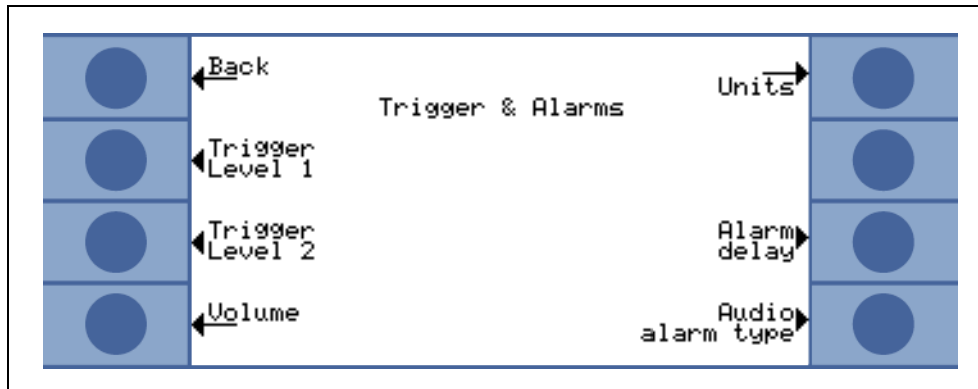 Back
Units
Trigger & Alarms
Trigger
Level 1
Trigger
Level 2
Alarm
delay
Volume
Audio
alarm type